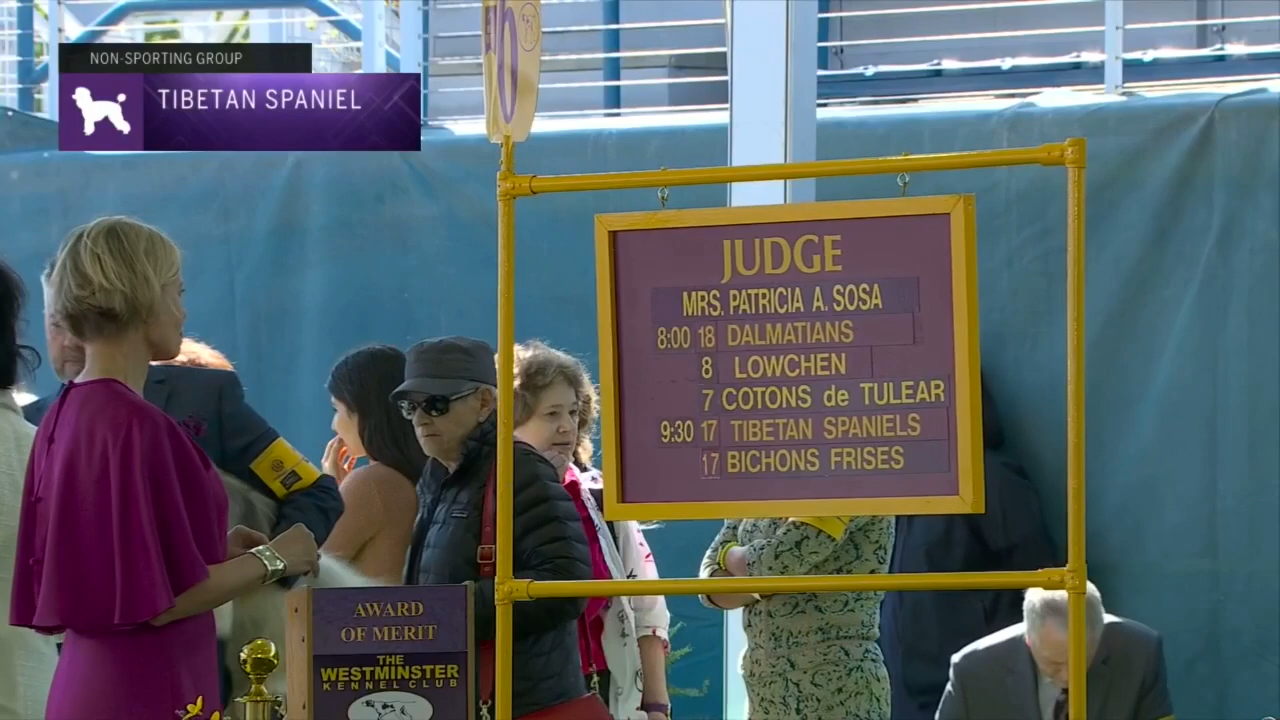 NON-SPORTING GROUP
TIBETAN SPANIEL
6
JUDGE
MRS. PATRICIA A. SOSA
8:00 18 DALMATIANS
8 LOWCHEN
7 COTONS de TULEAR
9:30 17 TIBETAN SPANIELS
17 BICHONS FRISES
AWARD
OF MERIT
THE
WESTMINSTER
KENNEL CLUB